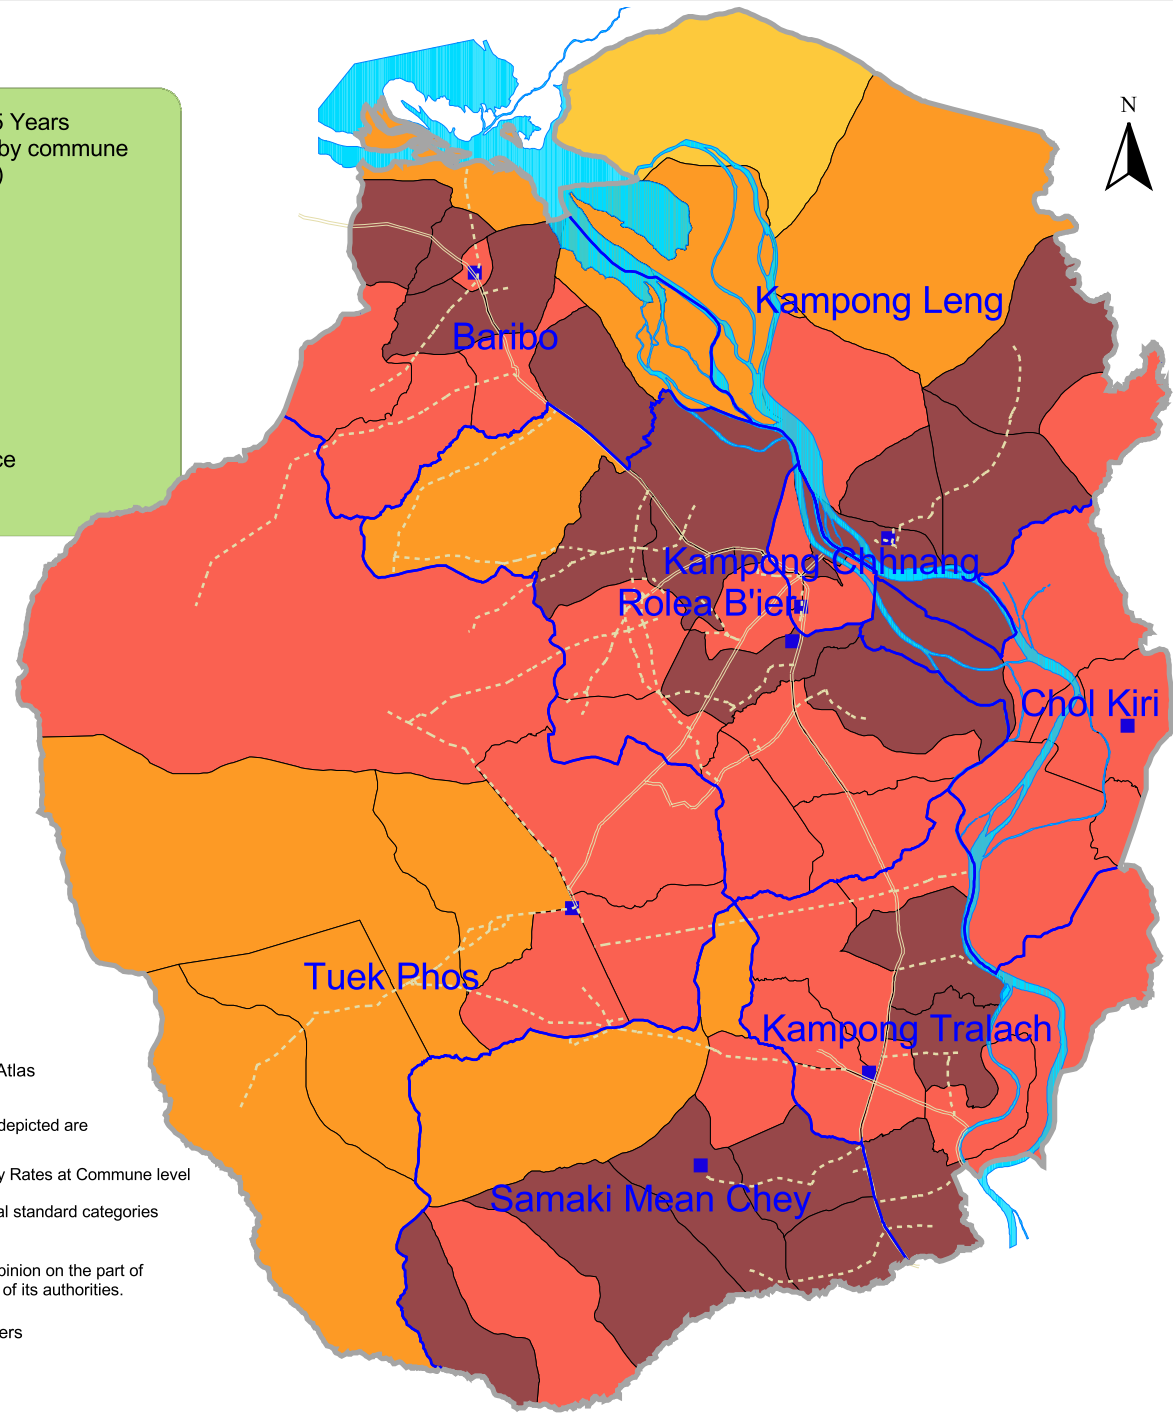 5 Years
by commune
)
ce
N
Kampong Leng
Baribo
Kampong Chhnang
Rolea B'ier
Chol Kiri
Tuek Phos
Kampong Tralach
Samaki Mean Chey
Atlas
depicted are
y Rates at Commune level
al standard categories
pinion on the part of
of its authorities.
ers